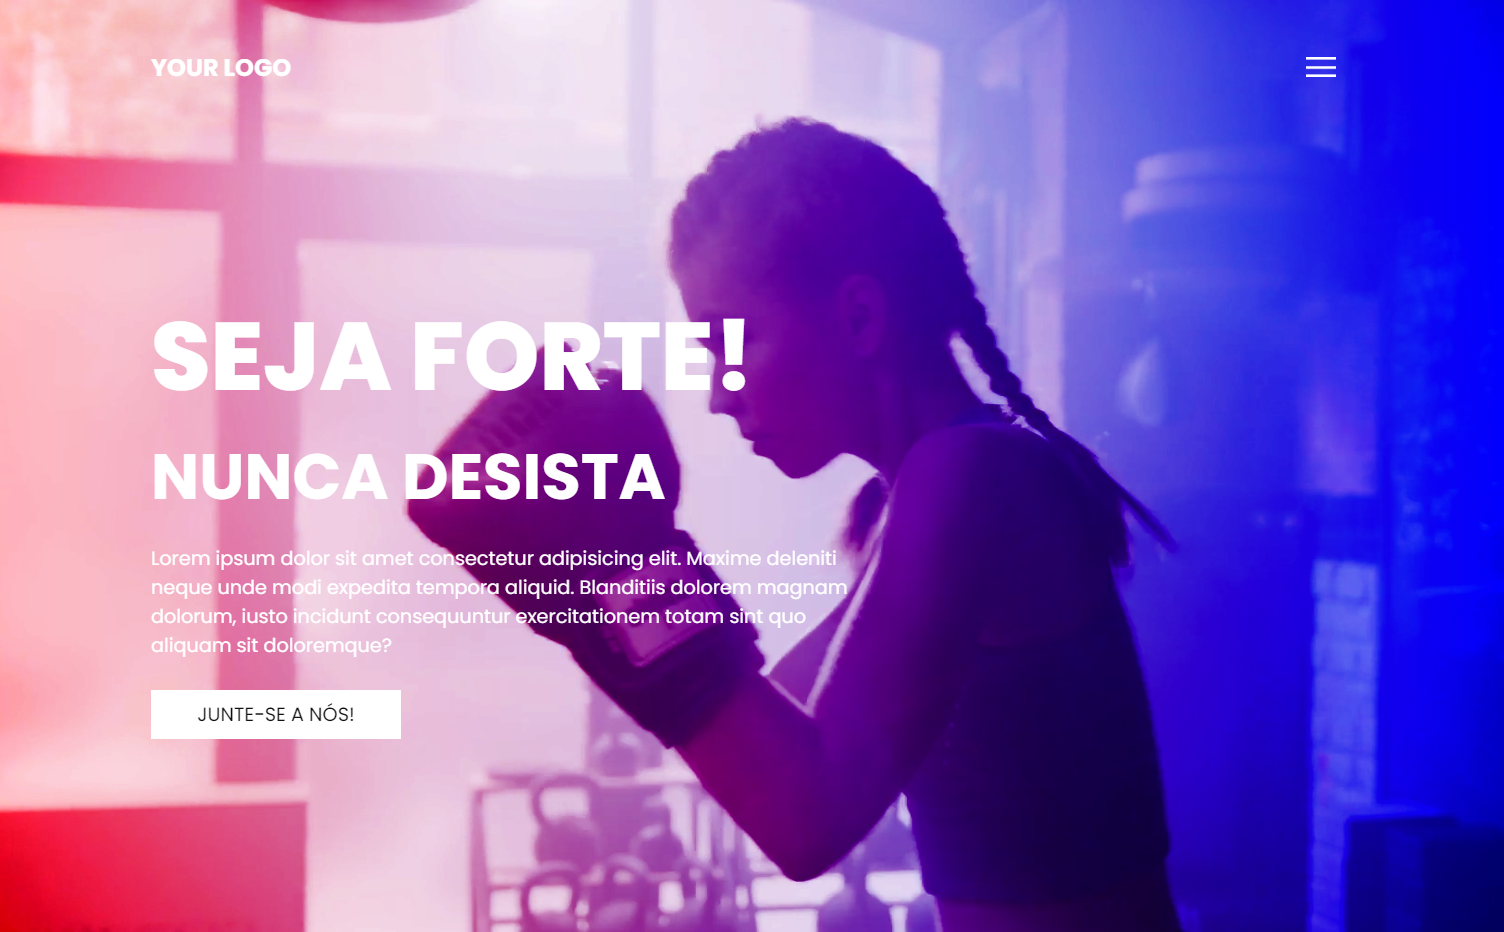 YOUR LOGO
SEJA FORTE!
NUNCA DESISTA
Lorem ipsum dolor sit amet consectetur adipisicing elit. Maxime deleniti
neque unde modi expedita tempora aliquid. Blanditiis dolorem magnam
dolorum, iusto incidunt consequuntur exercitationem totam sint quo
aliquam sit doloremque?
JUNTE-SE A NÓS!